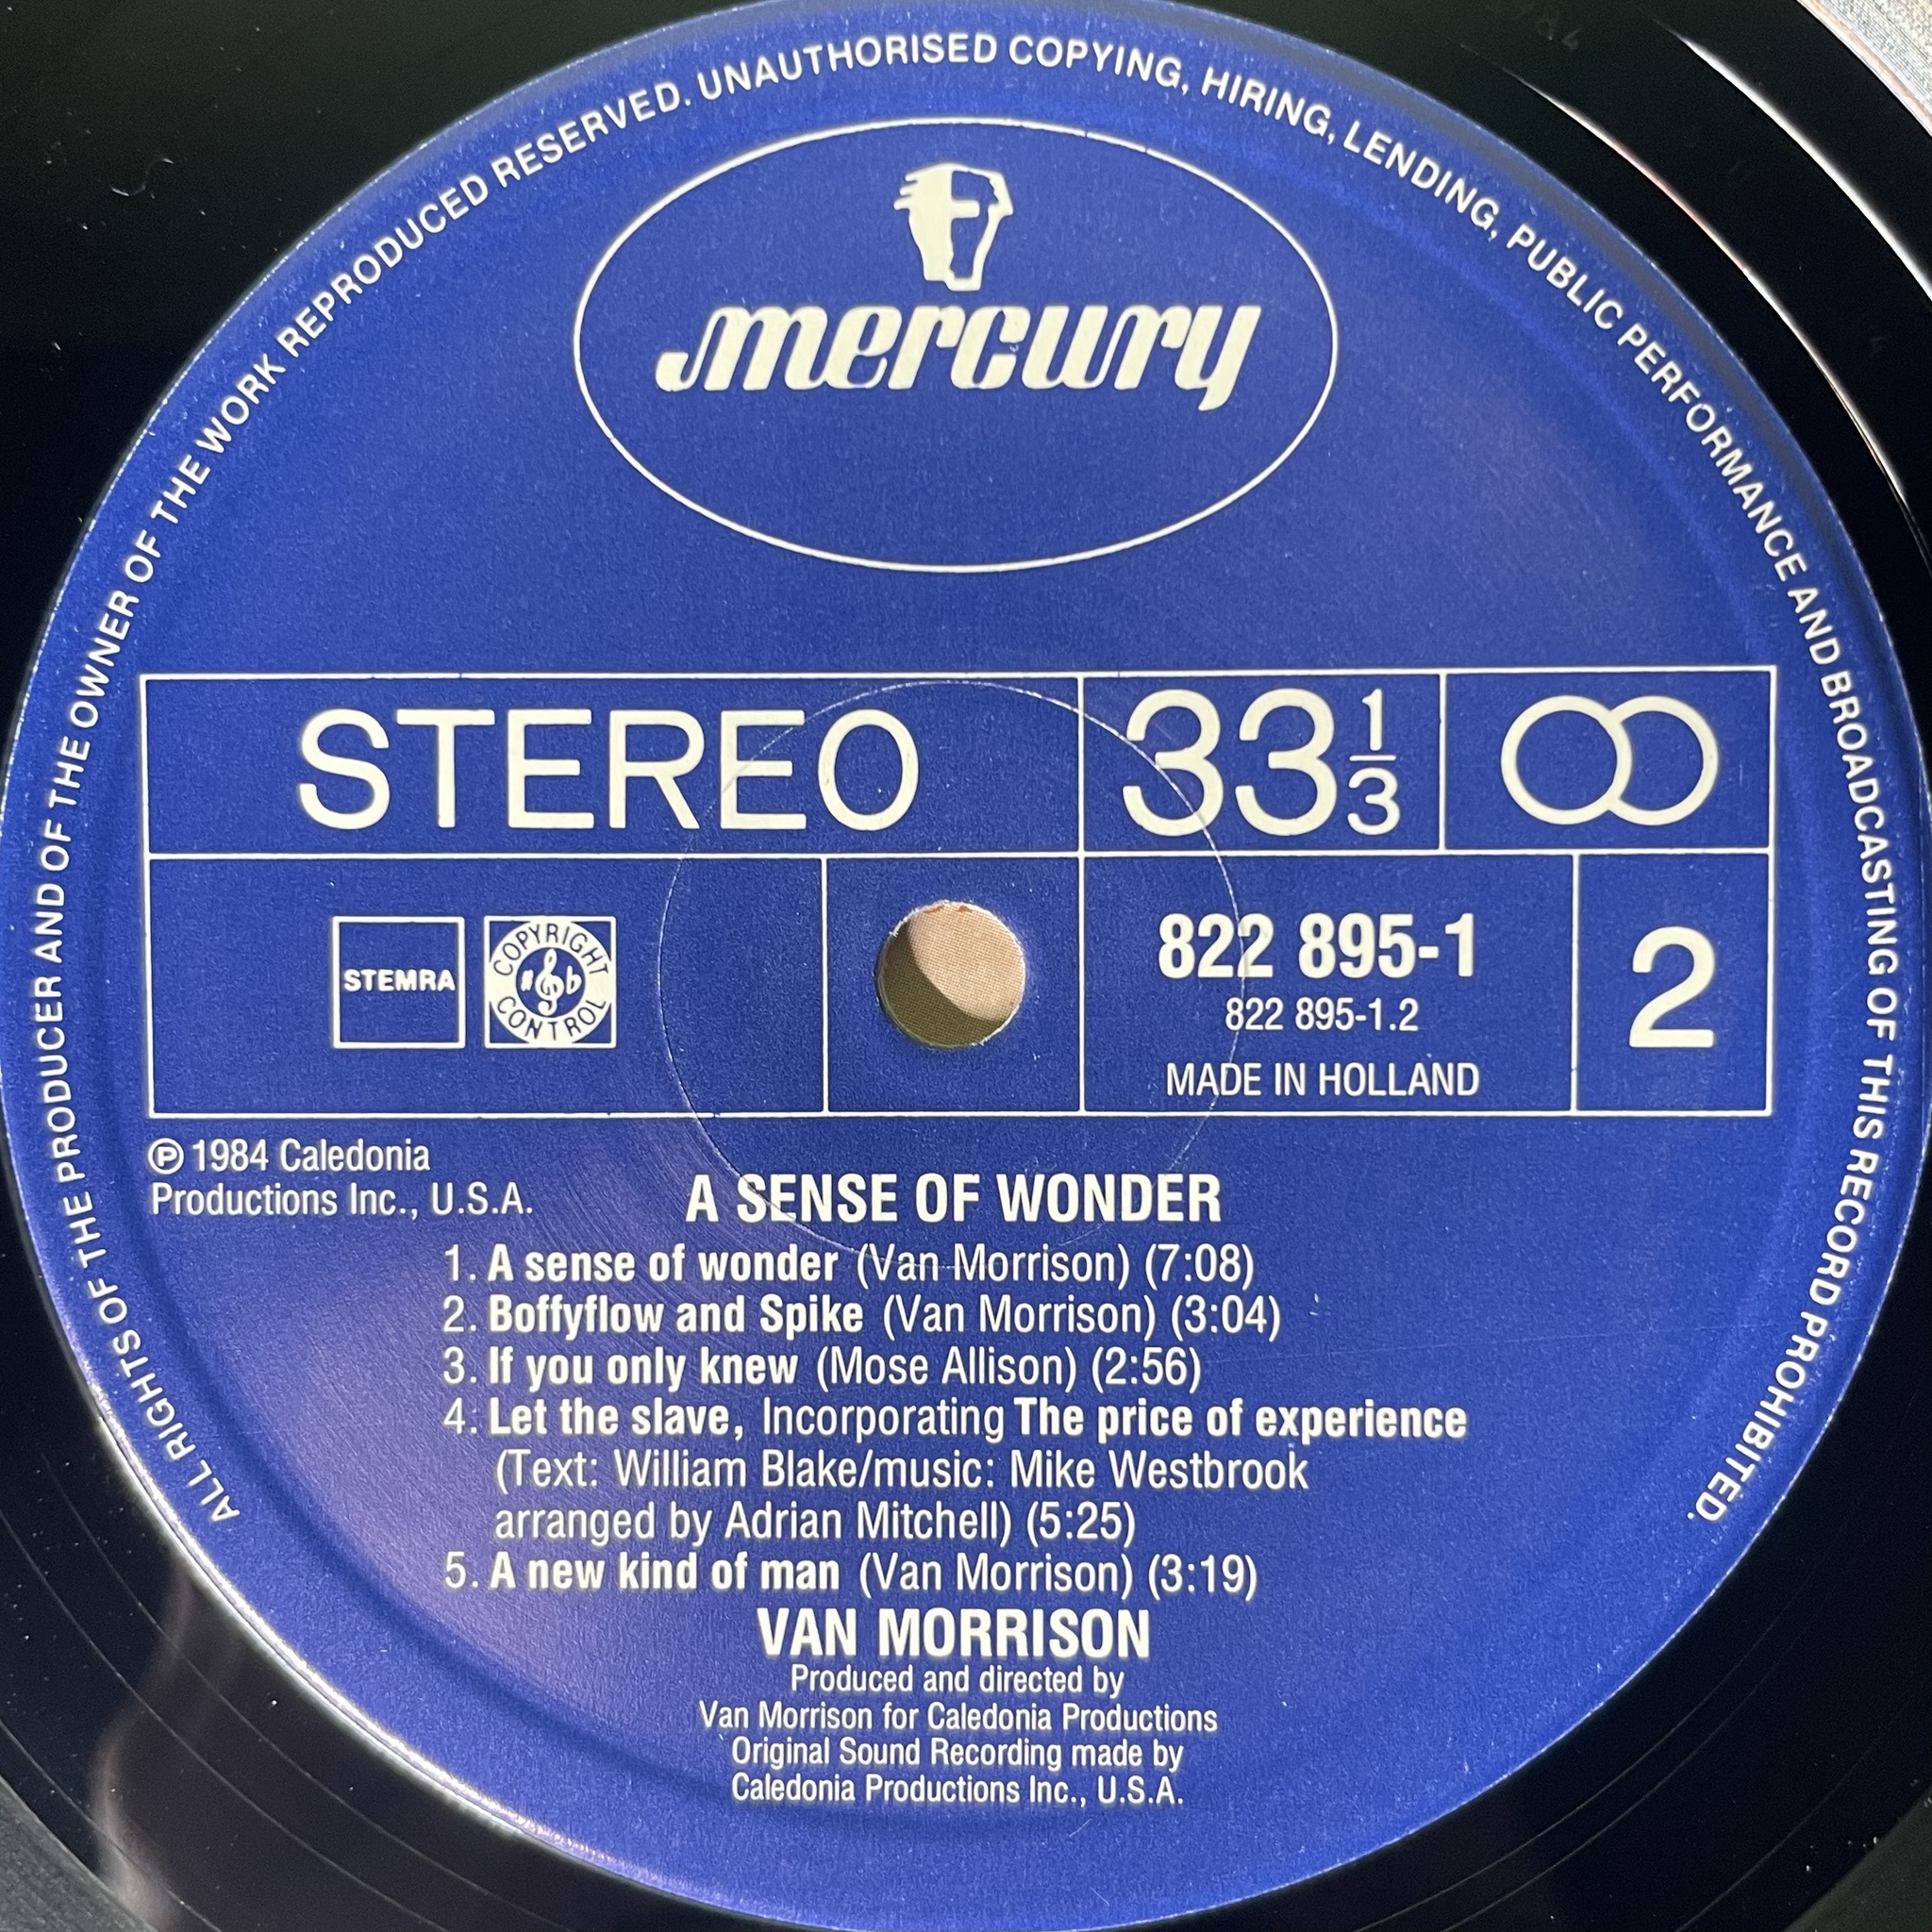 ALL RIGHTS OF THE PRODUCER AND OF THE OWNER OF THE WORK REPRODUCED RESERVED. UNAUTHORISED COPYING, HIRING, LENDING, PUBLIC PERFORMANCE AND BROADCASTING OF THIS RECORD PROHIBITED.
mercury
STEREO
33 1/3
STEMRA
COPYRIGHT CONTROL
822 895-1
822 895-1.2
MADE IN HOLLAND
2
℗ 1984 Caledonia
Productions Inc., U.S.A.
A SENSE OF WONDER
1. A sense of wonder (Van Morrison) (7:08)
2. Boffyflow and Spike (Van Morrison) (3:04)
3. If you only knew (Mose Allison) (2:56)
4. Let the slave, Incorporating The price of experience
(Text: William Blake/music: Mike Westbrook
arranged by Adrian Mitchell) (5:25)
5. A new kind of man (Van Morrison) (3:19)
VAN MORRISON
Produced and directed by
Van Morrison for Caledonia Productions
Original Sound Recording made by
Caledonia Productions Inc., U.S.A.